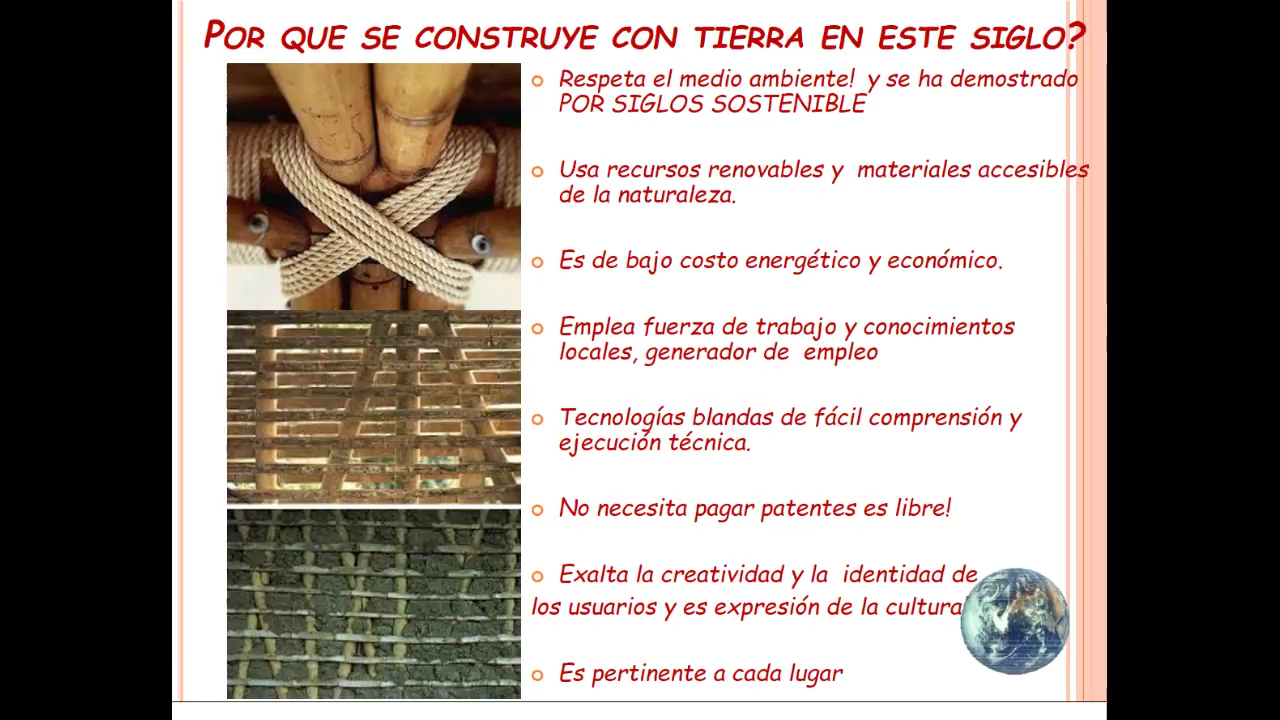 POR QUE SE CONSTRUYE CON TIERRA EN ESTE SIGLO?
Respeta el medio ambiente! y se ha demostrado
POR SIGLOS SOSTENIBLE
Usa recursos renovables y materiales accesibles
de la naturaleza.
Es de bajo costo energético y económico.
Emplea fuerza de trabajo y conocimientos
locales, generador de empleo
Tecnologías blandas de fácil comprensión y
ejecución técnica.
No necesita pagar patentes es libre!
Exalta la creatividad y la identidad de
los usuarios y es expresión de la cultura
Es pertinente a cada lugar